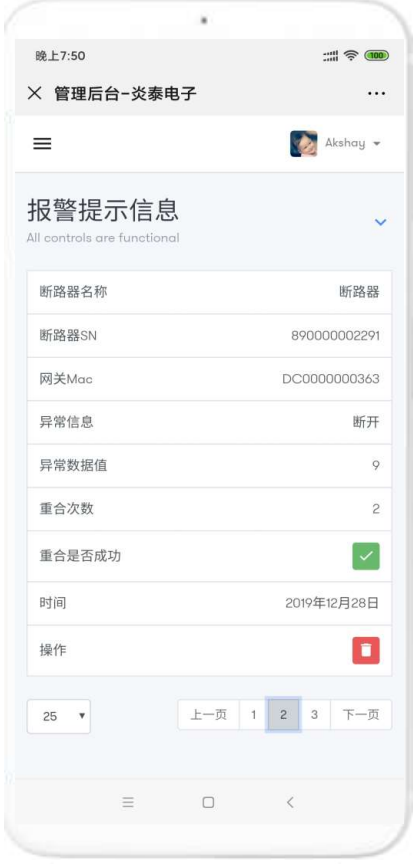 晚上7:50
100
管理后台-炎泰电子
Akshay
报警提示信息
All controls are functional
断路器名称 断路器
断路器SN 890000002291
网关Mac DC0000000363
异常信息 断开
异常数据值 9
重合次数 2
重合是否成功
时间 2019年12月28日
操作
25 上一页 1 2 3 下一页